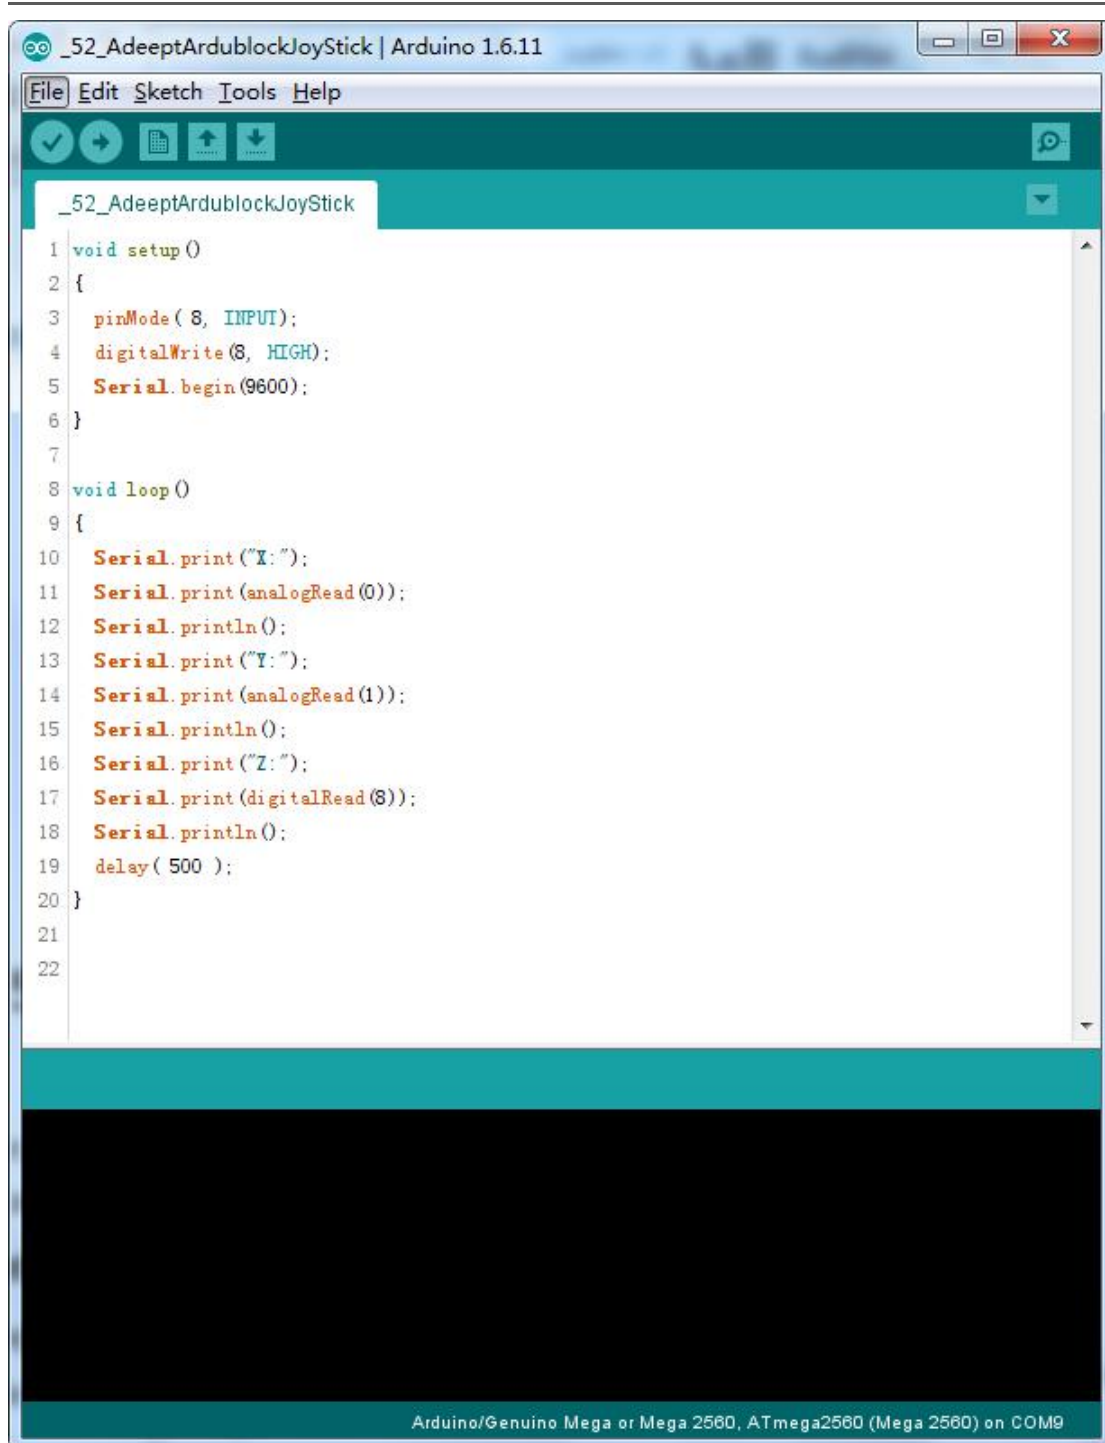 _52_AdeeptArdublockJoyStick | Arduino 1.6.11
File Edit Sketch Tools Help
_52_AdeeptArdublockJoyStick
1 void setup()
2 {
3   pinMode( 8, INPUT);
4   digitalWrite(8, HIGH);
5   Serial.begin(9600);
6 }
7
8 void loop()
9 {
10   Serial.print("X:");
11   Serial.print(analogRead(0));
12   Serial.println();
13   Serial.print("Y:");
14   Serial.print(analogRead(1));
15   Serial.println();
16   Serial.print("Z:");
17   Serial.print(digitalRead(8));
18   Serial.println();
19   delay( 500 );
20 }
21
22
Arduino/Genuino Mega or Mega 2560, ATmega2560 (Mega 2560) on COM9